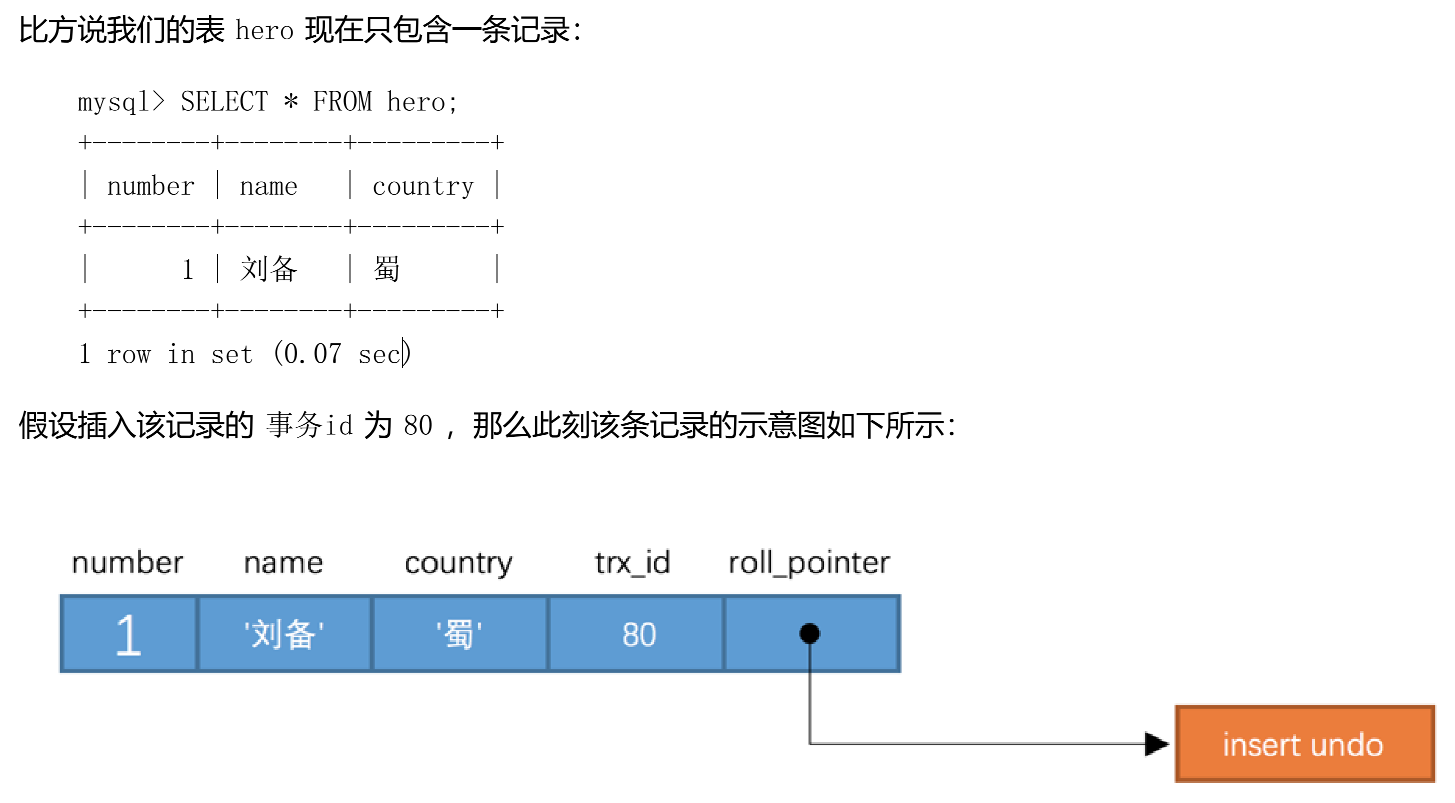 比方说我们的表 hero 现在只包含一条记录：
mysql> SELECT * FROM hero;
+--------+--------+---------+
| number | name   | country |
+--------+--------+---------+
|      1 | 刘备   | 蜀      |
+--------+--------+---------+
1 row in set (0.07 sec)
假设插入该记录的 事务id 为 80 ，那么此刻该条记录的示意图如下所示：
number name country trx_id roll_pointer
1 '刘备' '蜀' 80
insert undo